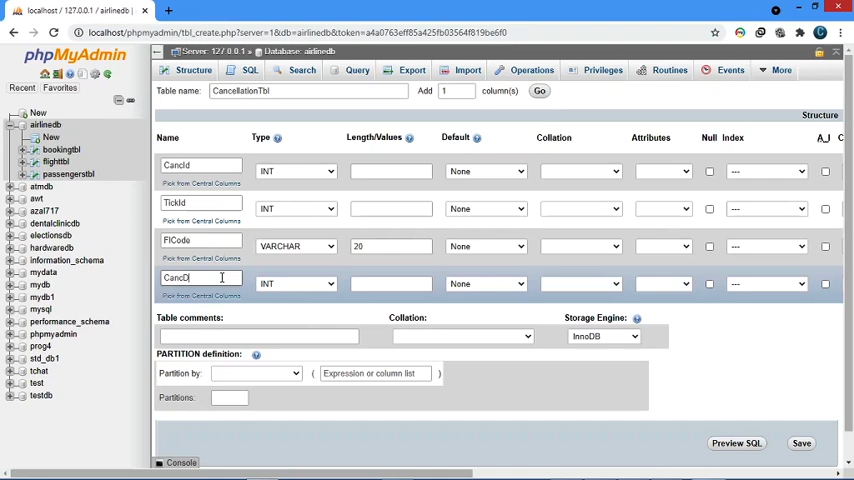 localhost / 127.0.0.1 / airlinedb
localhost/phpmyadmin/tbl_create.php?server=1&db=airlinedb&token=a4a0763eff85a425fb03564f819be6f0
phpMyAdmin
Recent Favorites
New
airlinedb
New
bookingtbl
flighttbl
passengerstbl
atmdb
awt
azal717
dentalclinicdb
electionsdb
hardwaredb
information_schema
mydata
mydb
mydb1
mysql
performance_schema
phpmyadmin
prog4
std_db1
tchat
test
testdb
Server: 127.0.0.1 » Database: airlinedb
Structure SQL Search Query Export Import Operations Privileges Routines Events More
Table name: CancellationTbl Add 1 column(s) Go
Structure
Name Type Length/Values Default Collation Attributes Null Index A_I
CancId INT None ---
Pick from Central Columns
TickId INT None ---
Pick from Central Columns
FlCode VARCHAR 20 None ---
Pick from Central Columns
CancD INT None ---
Pick from Central Columns
Table comments: Collation: Storage Engine:
InnoDB
PARTITION definition:
Partition by: ( Expression or column list )
Partitions:
Preview SQL Save
Console